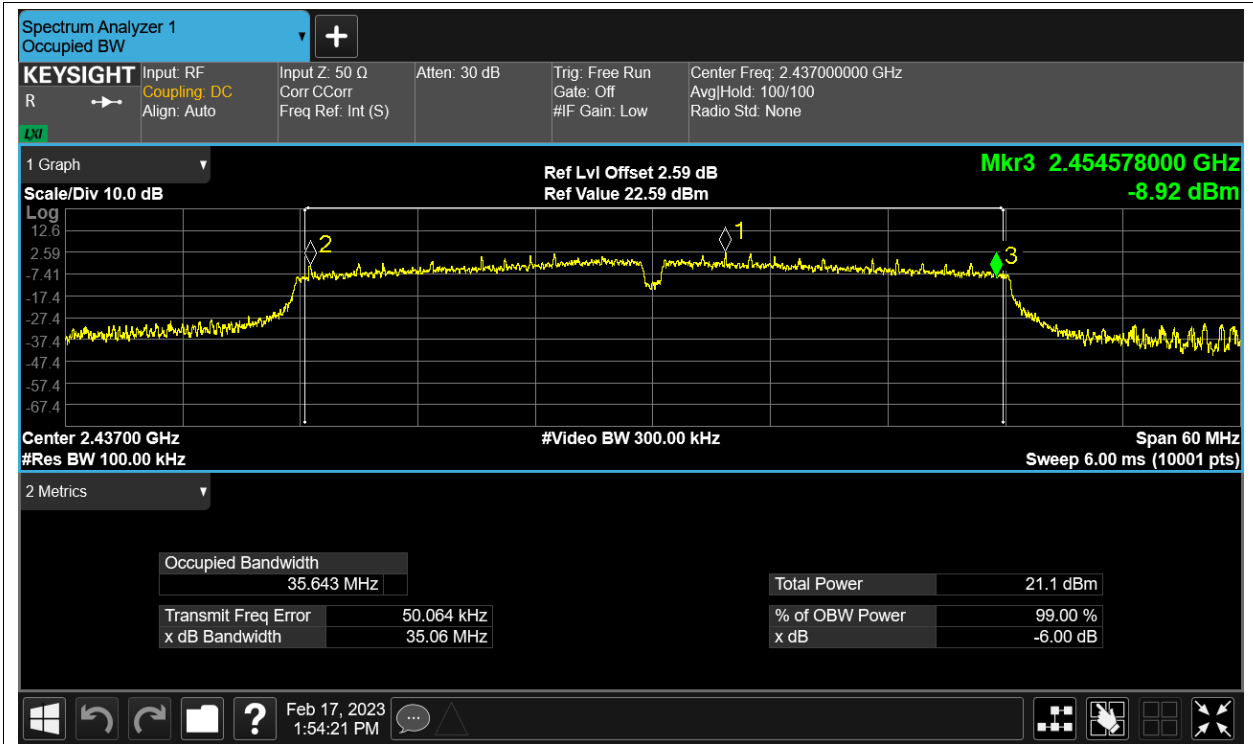 Spectrum Analyzer 1
Occupied BW
+
KEYSIGHT
R
LXI
Input: RF
Coupling: DC
Align: Auto
Input Z: 50 Ω
Corr CCorr
Freq Ref: Int (S)
Atten: 30 dB
Trig: Free Run
Gate: Off
#IF Gain: Low
Center Freq: 2.437000000 GHz
Avg|Hold: 100/100
Radio Std: None
1 Graph
Scale/Div 10.0 dB
Ref Lvl Offset 2.59 dB
Ref Value 22.59 dBm
Mkr3 2.454578000 GHz
-8.92 dBm
Log
12.6
2.59
-7.41
-17.4
-27.4
-37.4
-47.4
-57.4
-67.4
2
1
3
Center 2.43700 GHz
#Video BW 300.00 kHz
Span 60 MHz
#Res BW 100.00 kHz
Sweep 6.00 ms (10001 pts)
2 Metrics
Occupied Bandwidth
35.643 MHz
Total Power 21.1 dBm
Transmit Freq Error 50.064 kHz
% of OBW Power 99.00 %
x dB Bandwidth 35.06 MHz
x dB -6.00 dB
?
Feb 17, 2023
1:54:21 PM